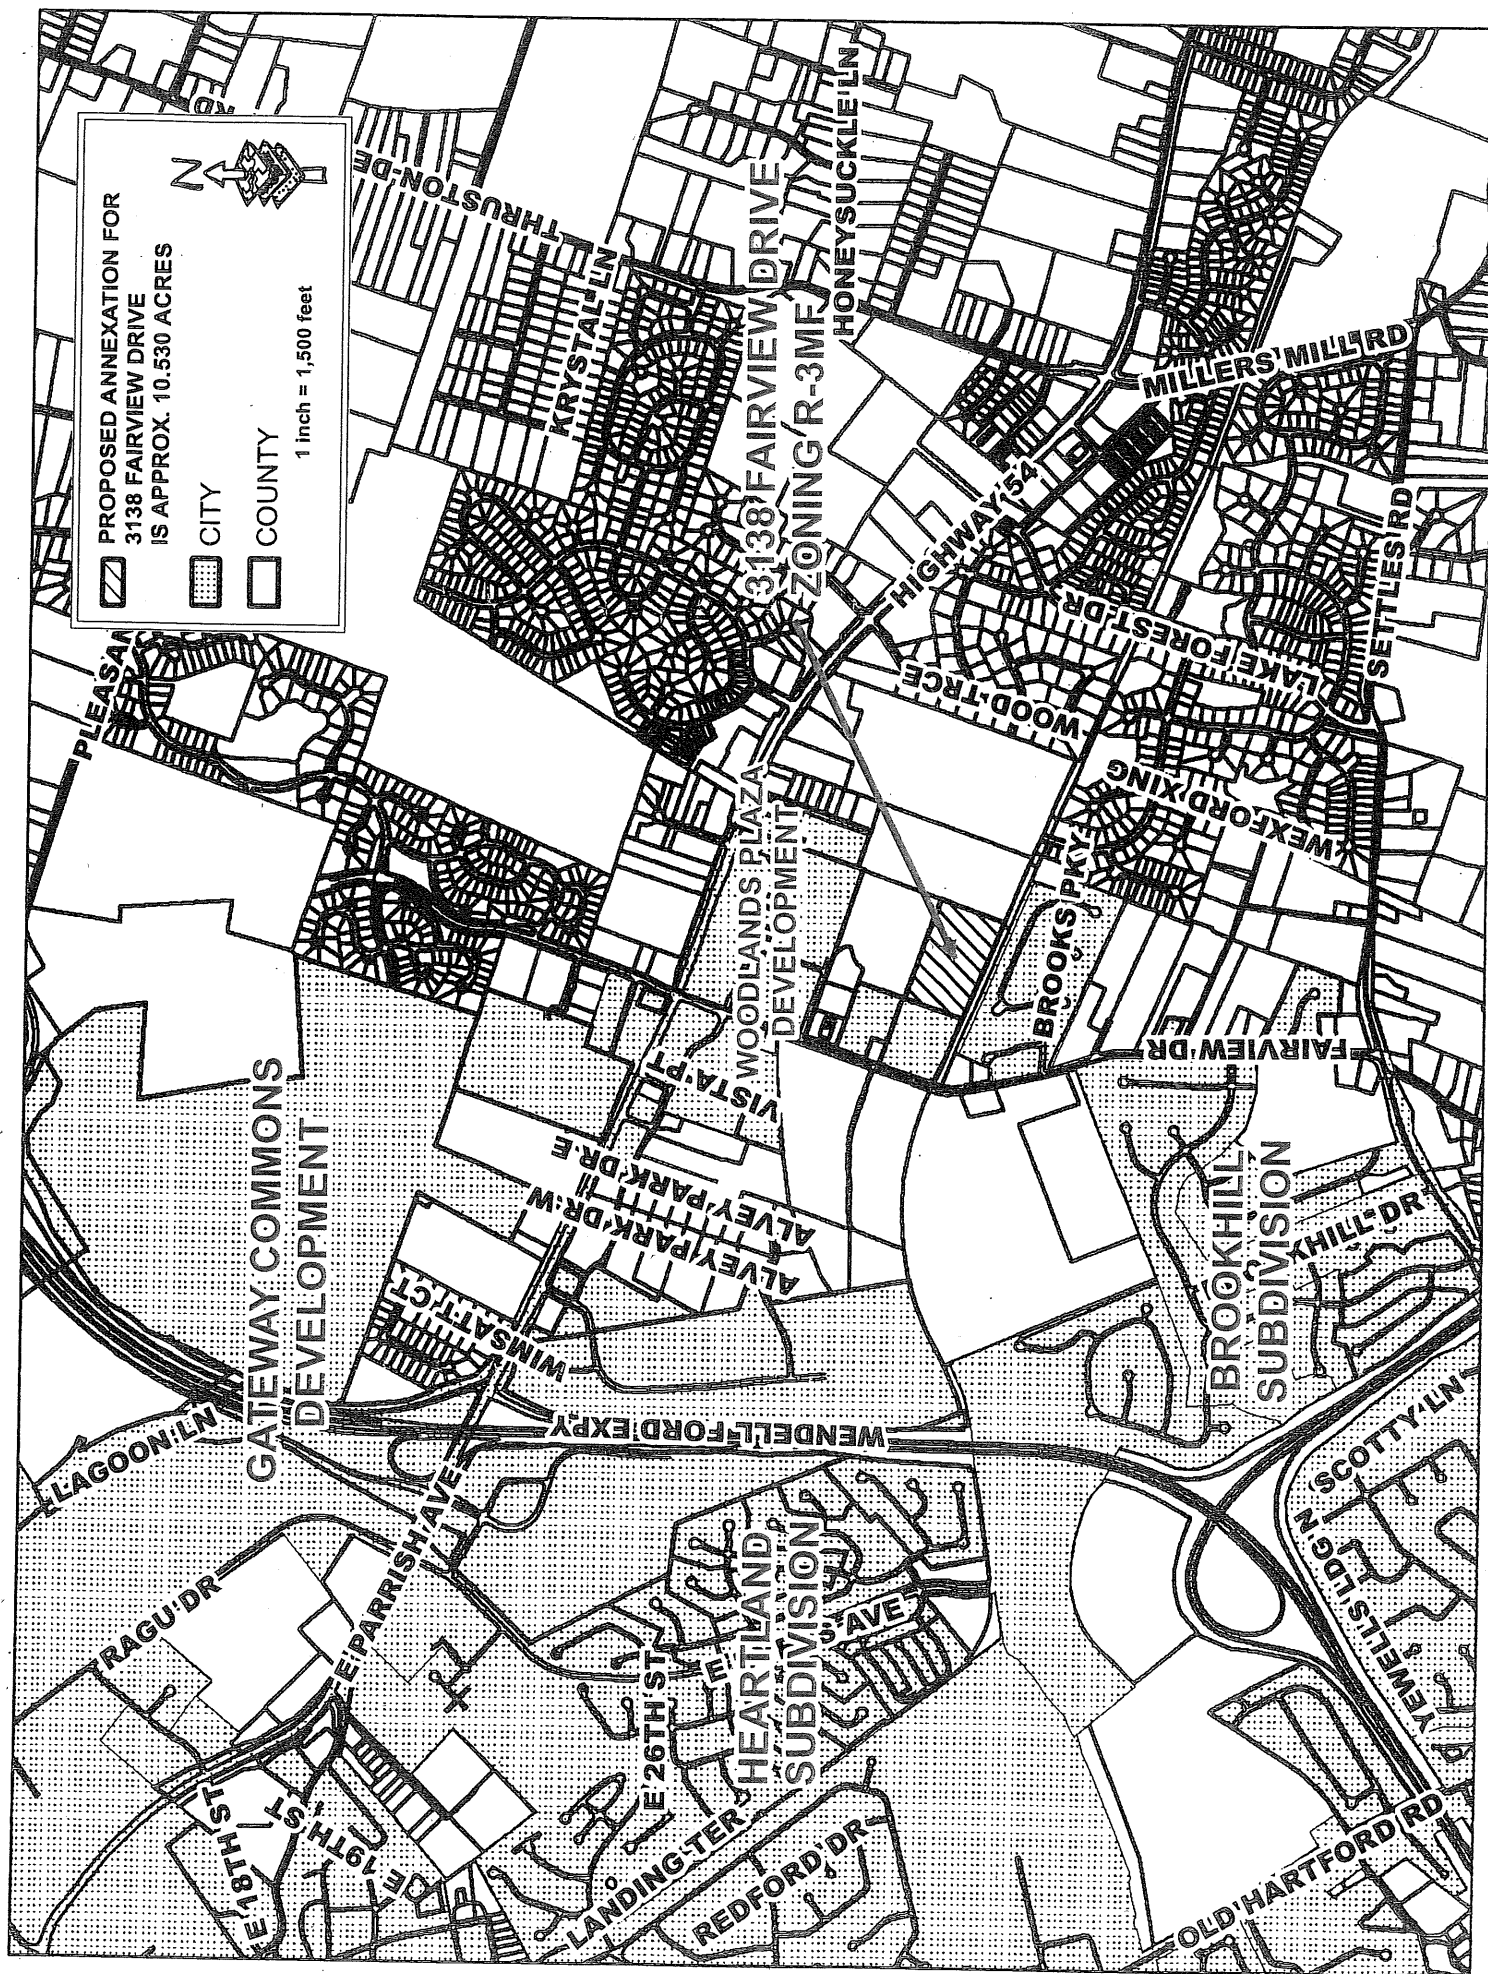 PROPOSED ANNEXATION FOR
3138 FAIRVIEW DRIVE
IS APPROX. 10.530 ACRES
CITY
COUNTY
1 inch = 1,500 feet
N
RD
PLEASAN
THRUSTON-DE
KRYSTAL LN
HONEYSUCKLE LN
3138 FAIRVIEW DRIVE
ZONING R-3MF
HIGHWAY 54
MILLERS MILL RD
SETTLES RD
LAKE FOREST DR
WOOD TRCE
WEXFORD XING
BROOKS PKY
WOODLANDS PLAZA
DEVELOPMENT
FAIRVIEW DR
VISTA PT
ALVEY PARK DR E
ALVEY PARK DR W
WIMSATT CT
GATEWAY COMMONS
DEVELOPMENT
LAGOON LN
WENDELL FORD EXPY
BROOKHILL
SUBDIVISION
KHILL DR
SCOTTY LN
YEWELLS LDG N
RAGU DR
E PARRISH AVE
E 26TH ST
E
S AVE
HEARTLAND
SUBDIVISION
E 18TH ST
E 19TH ST
LANDING TER
REDFORD DR
OLD HARTFORD RD